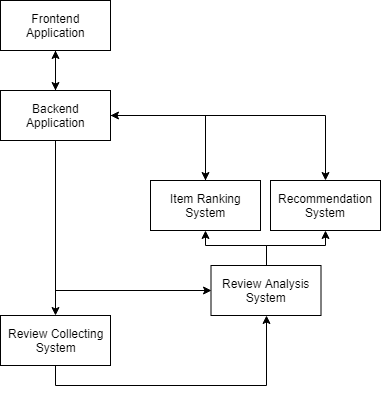 Frontend
Application
Backend
Application
Item Ranking
System
Recommendation
System
Review Analysis
System
Review Collecting
System